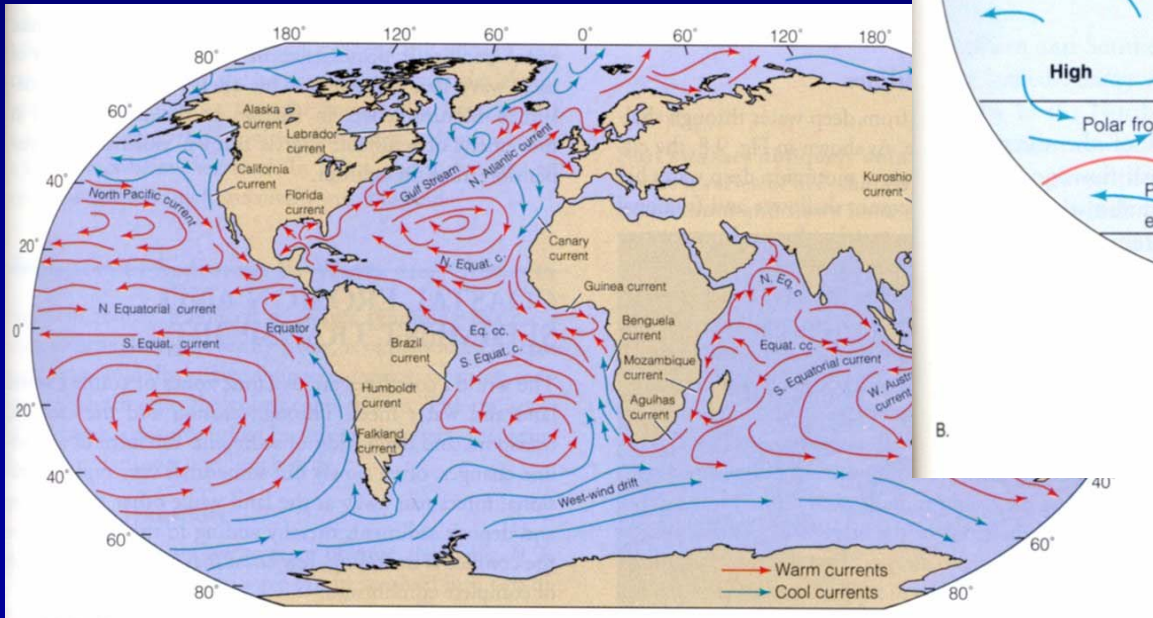 180°
120°
60°
0°
60°
120°
180°
80°
60°
40°
20°
0°
20°
40°
60°
80°
40°
60°
80°
Alaska
current
Labrador
current
California
current
Florida
current
North Pacific current
Gulf Stream
N. Atlantic current
Kuroshio
current
Canary
current
N. Equat. c.
Guinea current
N. Eq. c
N. Equatorial current
Equator
S. Equat. current
Eq. cc.
S. Equat. c.
Brazil
current
Benguela
current
Equat. cc.
Mozambique
current
S. Equatorial current
W. Aust
current
Humboldt
current
Agulhas
current
Falkland
current
West-wind drift
Warm currents
Cool currents
High
Polar fro
P
e
B.